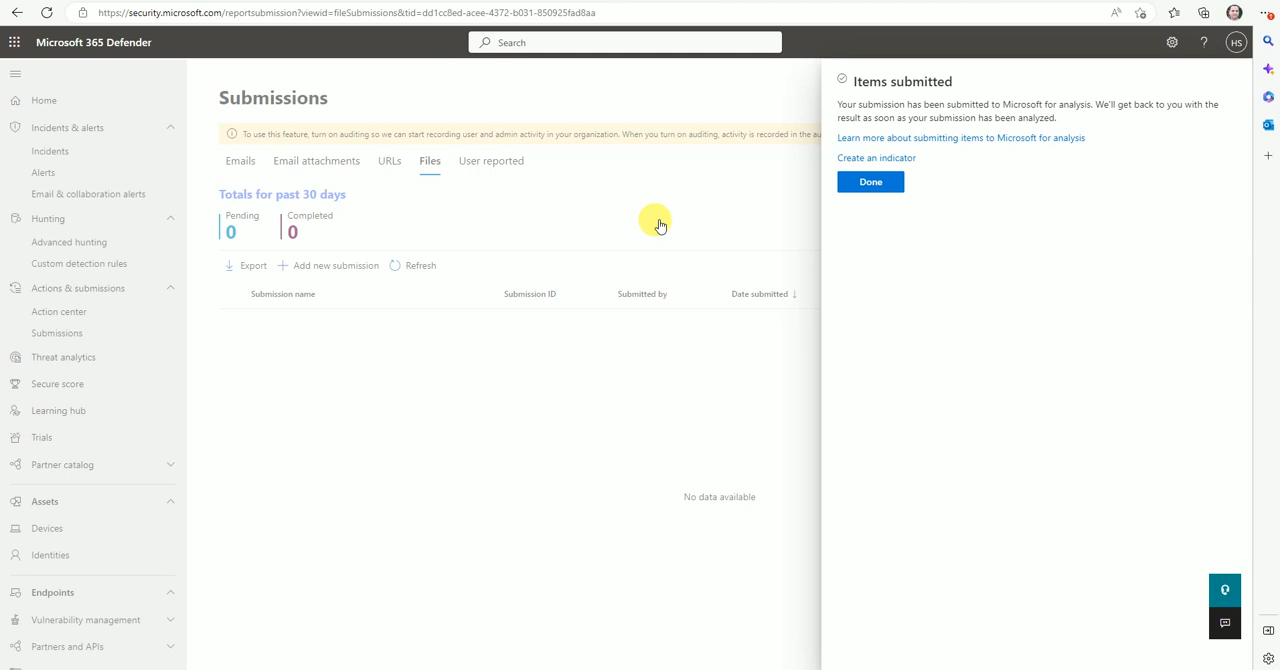 https://security.microsoft.com/reportsubmission?viewid=fileSubmissions&tid=dd1cc8ed-acee-4372-b031-850925fad8aa
Microsoft 365 Defender
Search
HS
Home
Incidents & alerts
Incidents
Alerts
Email & collaboration alerts
Hunting
Advanced hunting
Custom detection rules
Actions & submissions
Action center
Submissions
Threat analytics
Secure score
Learning hub
Trials
Partner catalog
Assets
Devices
Identities
Endpoints
Vulnerability management
Partners and APIs
Submissions
To use this feature, turn on auditing so we can start recording user and admin activity in your organization. When you turn on auditing, activity is recorded in the au
Emails Email attachments URLs Files User reported
Totals for past 30 days
Pending Completed
0 0
Export Add new submission Refresh
Submission name Submission ID Submitted by Date submitted ↓
No data available
Items submitted
Your submission has been submitted to Microsoft for analysis. We'll get back to you with the
result as soon as your submission has been analyzed.
Learn more about submitting items to Microsoft for analysis
Create an indicator
Done